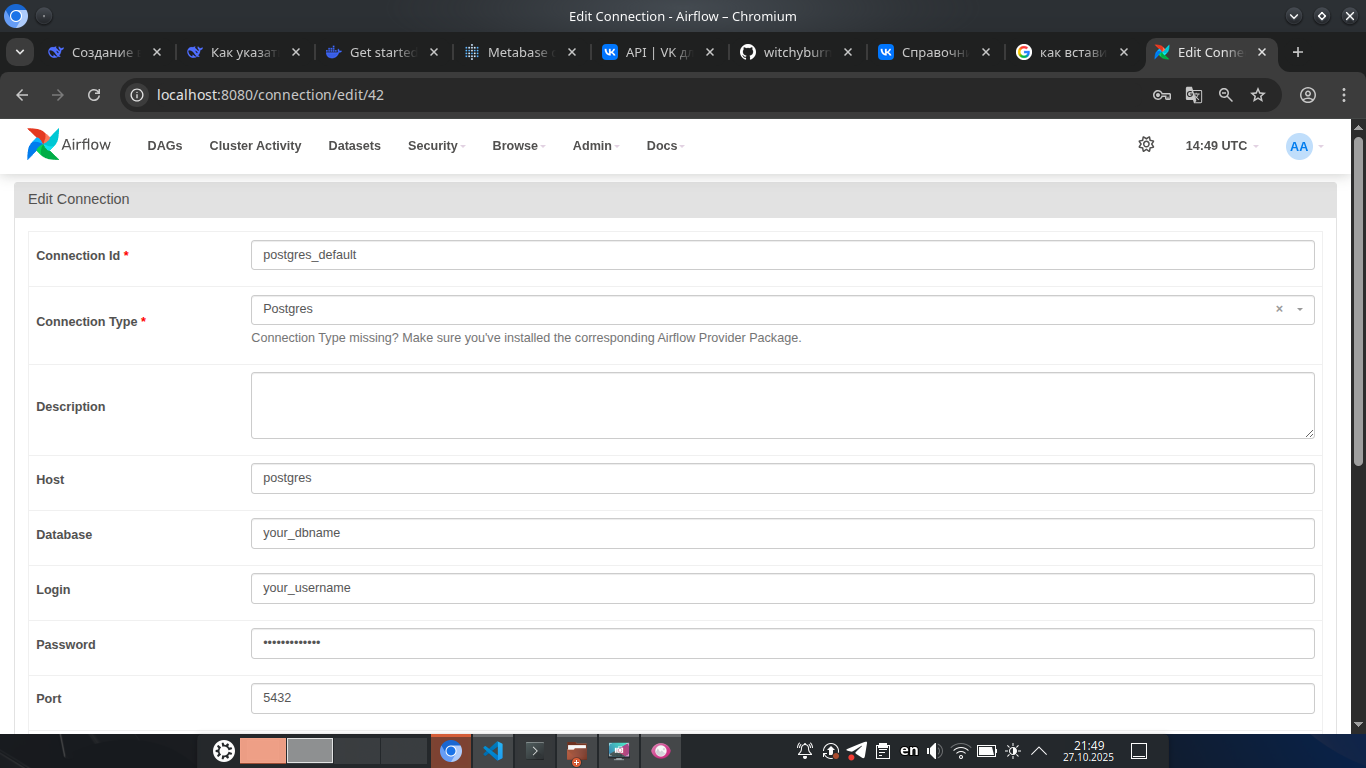 Edit Connection - Airflow – Chromium
Создание
Как указат
Get started
Metabase
API | VK дл
witchyburn
Справочн
как встави
Edit Conne
localhost:8080/connection/edit/42
Airflow
DAGs
Cluster Activity
Datasets
Security
Browse
Admin
Docs
14:49 UTC
AA
Edit Connection
Connection Id *
postgres_default
Connection Type *
Postgres
Connection Type missing? Make sure you've installed the corresponding Airflow Provider Package.
Description
Host
postgres
Database
your_dbname
Login
your_username
Password
•••••••••••••
Port
5432
en
21:49
27.10.2025